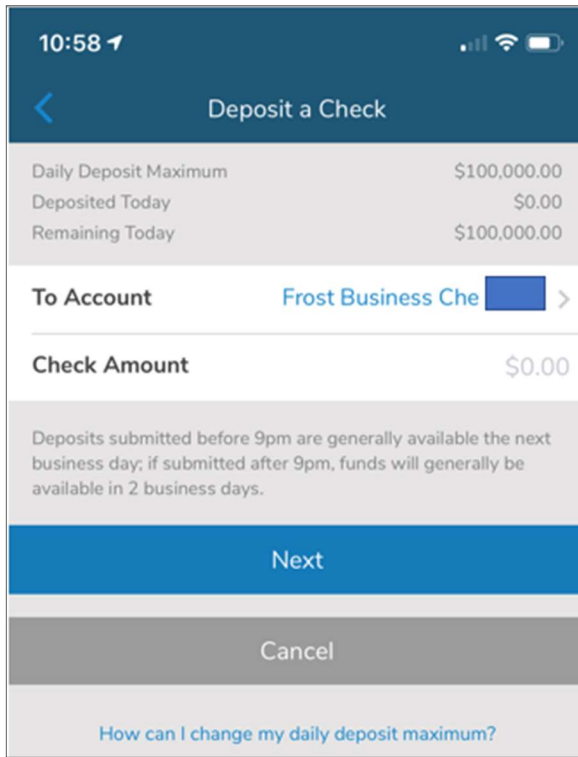 10:58
Deposit a Check
Daily Deposit Maximum $100,000.00
Deposited Today $0.00
Remaining Today $100,000.00
To Account Frost Business Che
Check Amount $0.00
Deposits submitted before 9pm are generally available the next
business day; if submitted after 9pm, funds will generally be
available in 2 business days.
Next
Cancel
How can I change my daily deposit maximum?